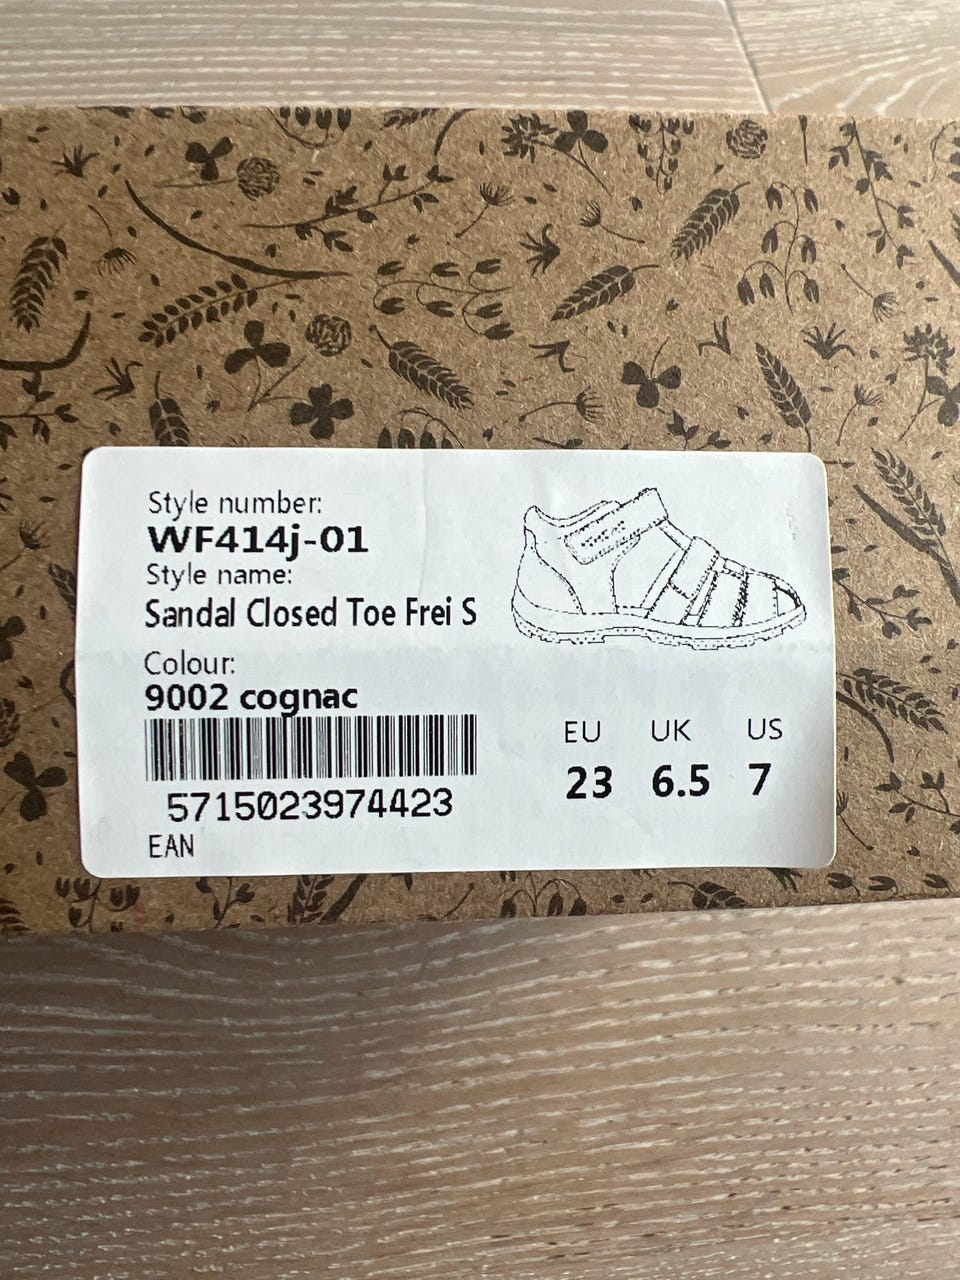 Style number:
WF414j-01
Style name:
Sandal Closed Toe Frei S
Colour:
9002 cognac
5715023974423
EAN
EU UK US
23 6.5 7